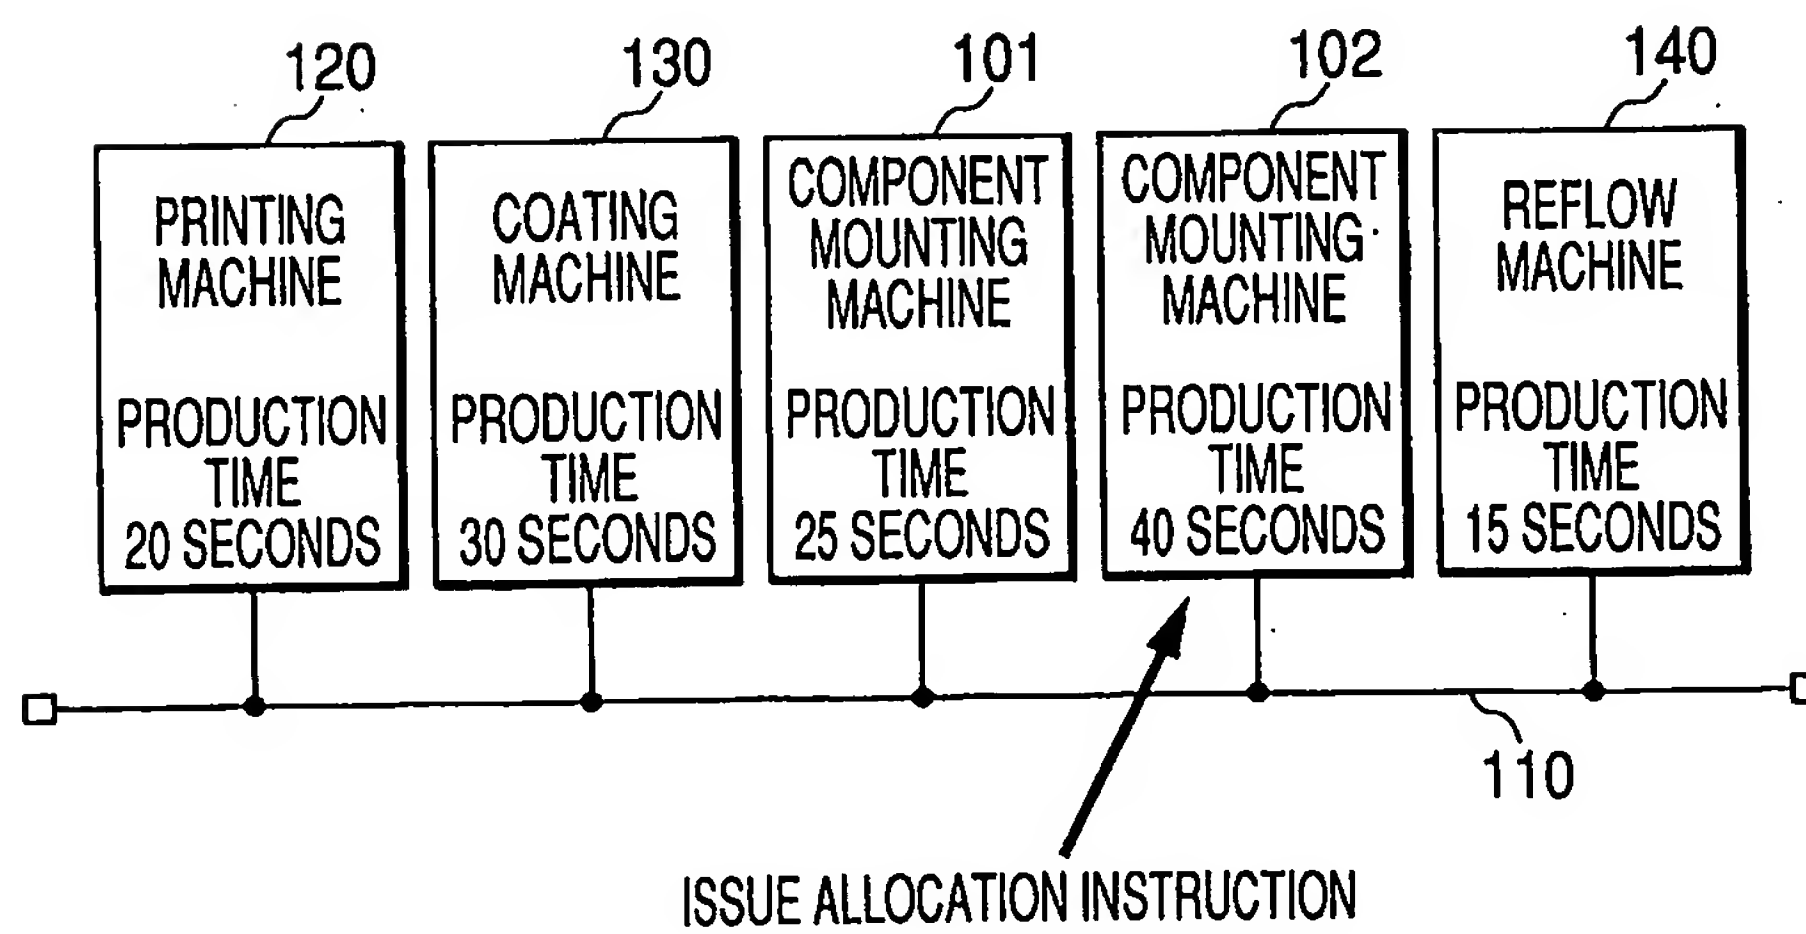 120
130
101
102
140
PRINTING
MACHINE
PRODUCTION
TIME
20 SECONDS
COATING
MACHINE
PRODUCTION
TIME
30 SECONDS
COMPONENT
MOUNTING
MACHINE
PRODUCTION
TIME
25 SECONDS
COMPONENT
MOUNTING
MACHINE
PRODUCTION
TIME
40 SECONDS
REFLOW
MACHINE
PRODUCTION
TIME
15 SECONDS
110
ISSUE ALLOCATION INSTRUCTION